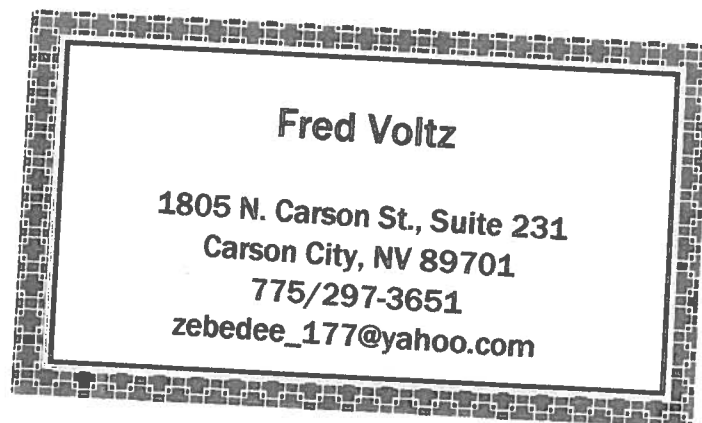 Fred Voltz
1805 N. Carson St., Suite 231
Carson City, NV 89701
775/297-3651
zebedee_177@yahoo.com